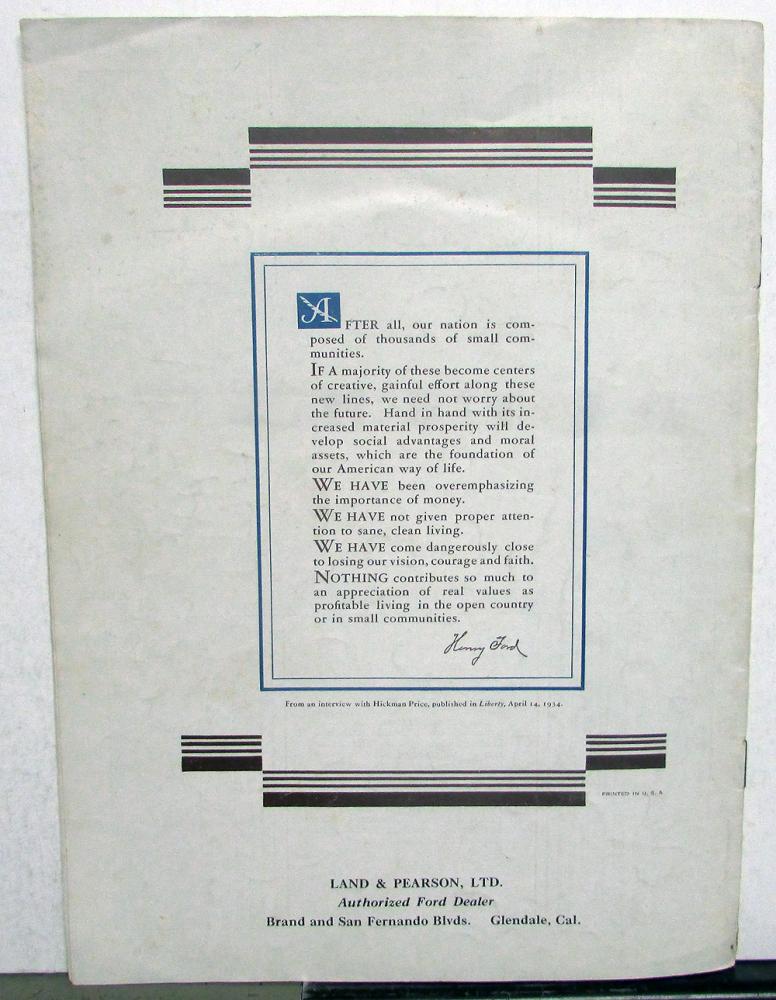 AFTER all, our nation is com-
posed of thousands of small com-
munities.
IF A majority of these become centers
of creative, gainful effort along these
new lines, we need not worry about
the future. Hand in hand with its in-
creased material prosperity will de-
velop social advantages and moral
assets, which are the foundation of
our American way of life.
WE HAVE been overemphasizing
the importance of money.
WE HAVE not given proper atten-
tion to sane, clean living.
WE HAVE come dangerously close
to losing our vision, courage and faith.
NOTHING contributes so much to
an appreciation of real values as
profitable living in the open country
or in small communities.
Henry Ford
From an interview with Hickman Price, published in Liberty, April 14, 1934.
PRINTED IN U. S. A
LAND & PEARSON, LTD.
Authorized Ford Dealer
Brand and San Fernando Blvds. Glendale, Cal.